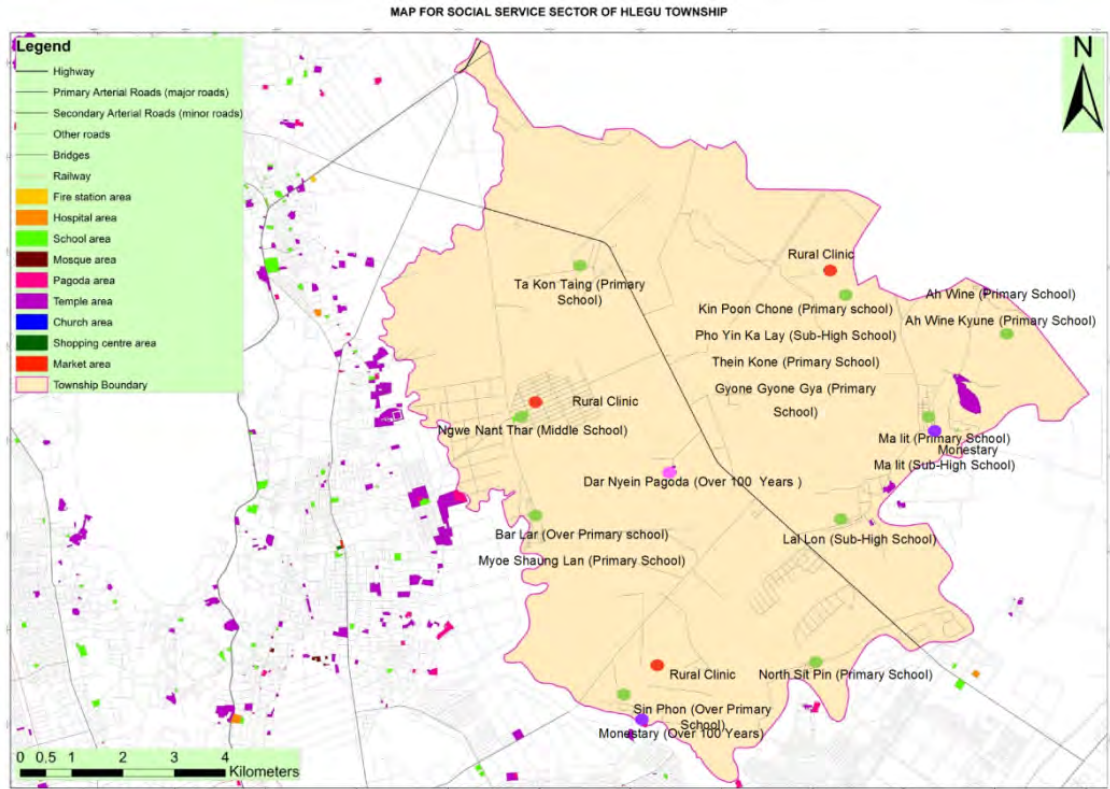 MAP FOR SOCIAL SERVICE SECTOR OF HLEGU TOWNSHIP
Legend
Highway
Primary Arterial Roads (major roads)
Secondary Arterial Roads (minor roads)
Other roads
Bridges
Railway
Fire station area
Hospital area
School area
Mosque area
Pagoda area
Temple area
Church area
Shopping centre area
Market area
Township Boundary
N
Rural Clinic
Ta Kon Taing (Primary
School)
Ah Wine (Primary School)
Kin Poon Chone (Primary school)
Ah Wine Kyune (Primary School)
Pho Yin Ka Lay (Sub-High School)
Thein Kone (Primary School)
Gyone Gyone Gya (Primary
School)
Rural Clinic
Ngwe Nant Thar (Middle School)
Ma lit (Primary School)
Monestary
Ma lit (Sub-High School)
Dar Nyein Pagoda (Over 100 Years )
Bar Lar (Over Primary school)
Lal Lon (Sub-High School)
Myoe Shaung Lan (Primary School)
Rural Clinic
North Sit Pin (Primary School)
Sin Phon (Over Primary
School)
Monestary (Over 100 Years)
0 0.5 1 2 3 4
Kilometers